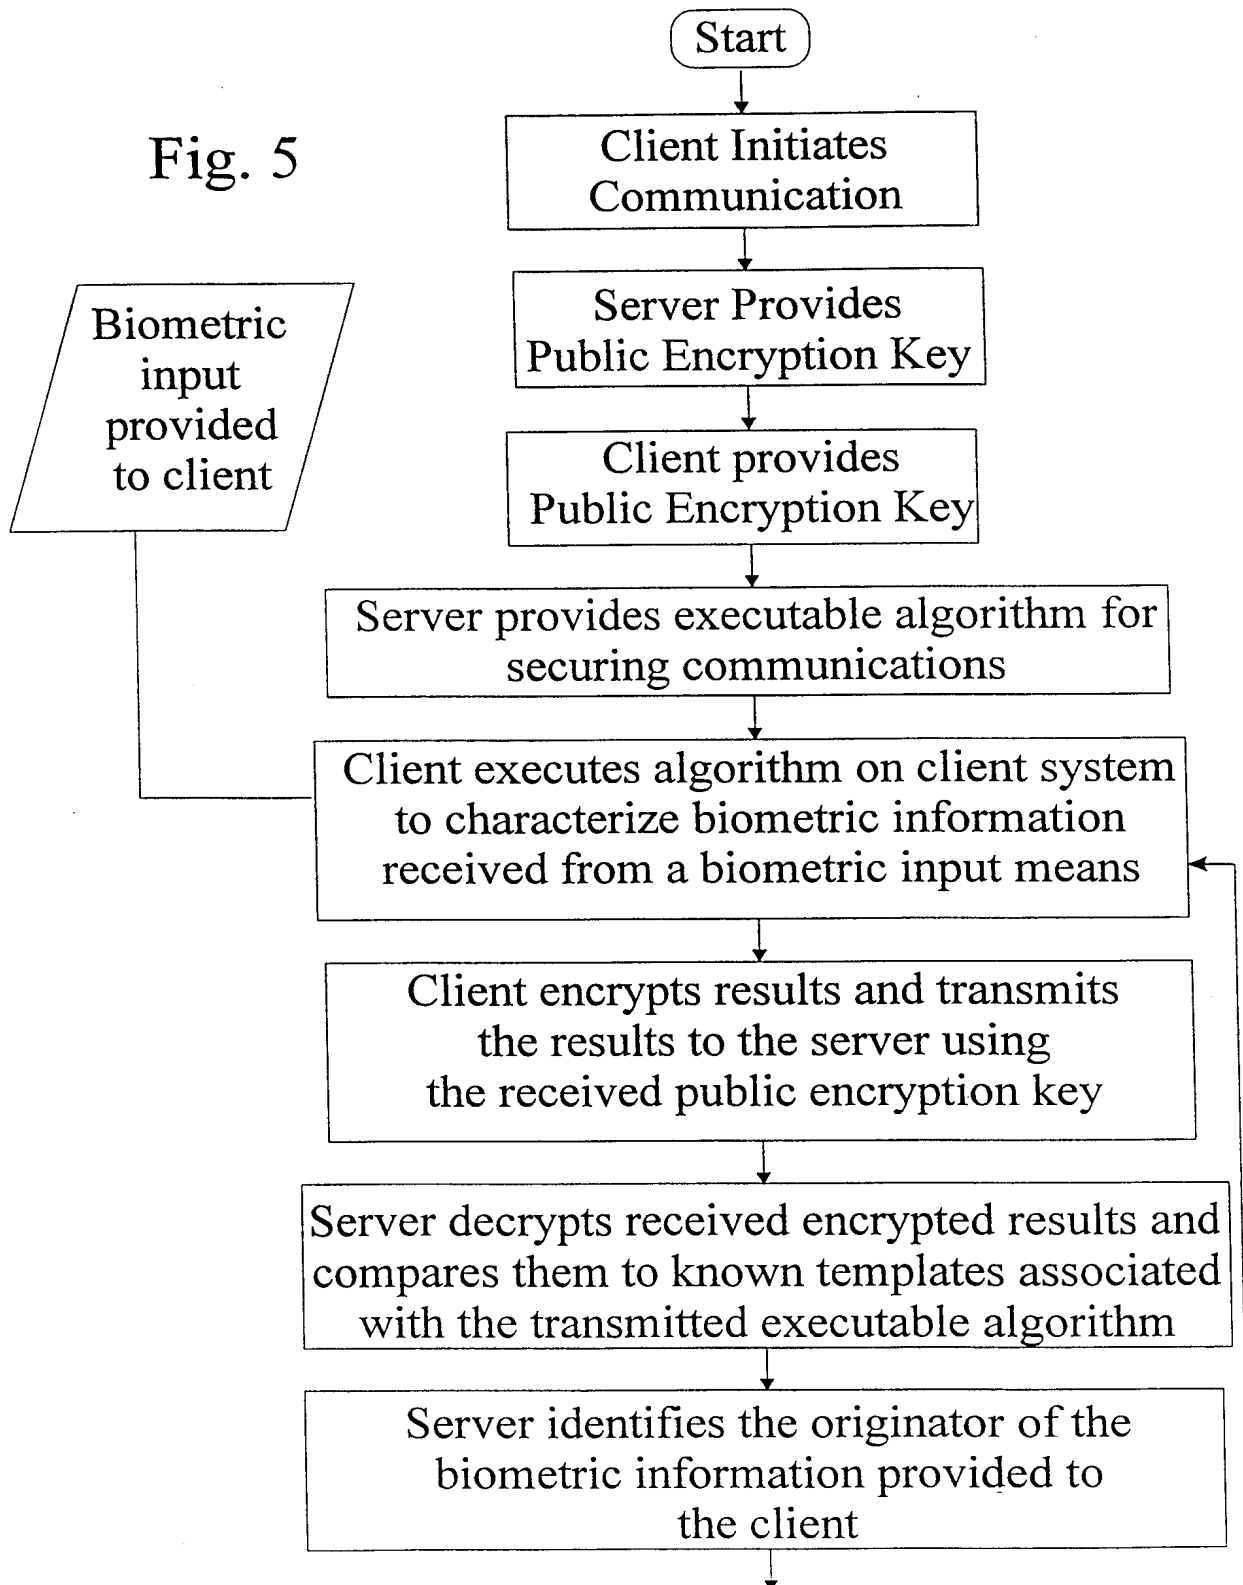 Start
Fig. 5
Client Initiates
Communication
Server Provides
Public Encryption Key
Biometric
input
provided
to client
Client provides
Public Encryption Key
Server provides executable algorithm for
securing communications
Client executes algorithm on client system
to characterize biometric information
received from a biometric input means
Client encrypts results and transmits
the results to the server using
the received public encryption key
Server decrypts received encrypted results and
compares them to known templates associated
with the transmitted executable algorithm
Server identifies the originator of the
biometric information provided to
the client